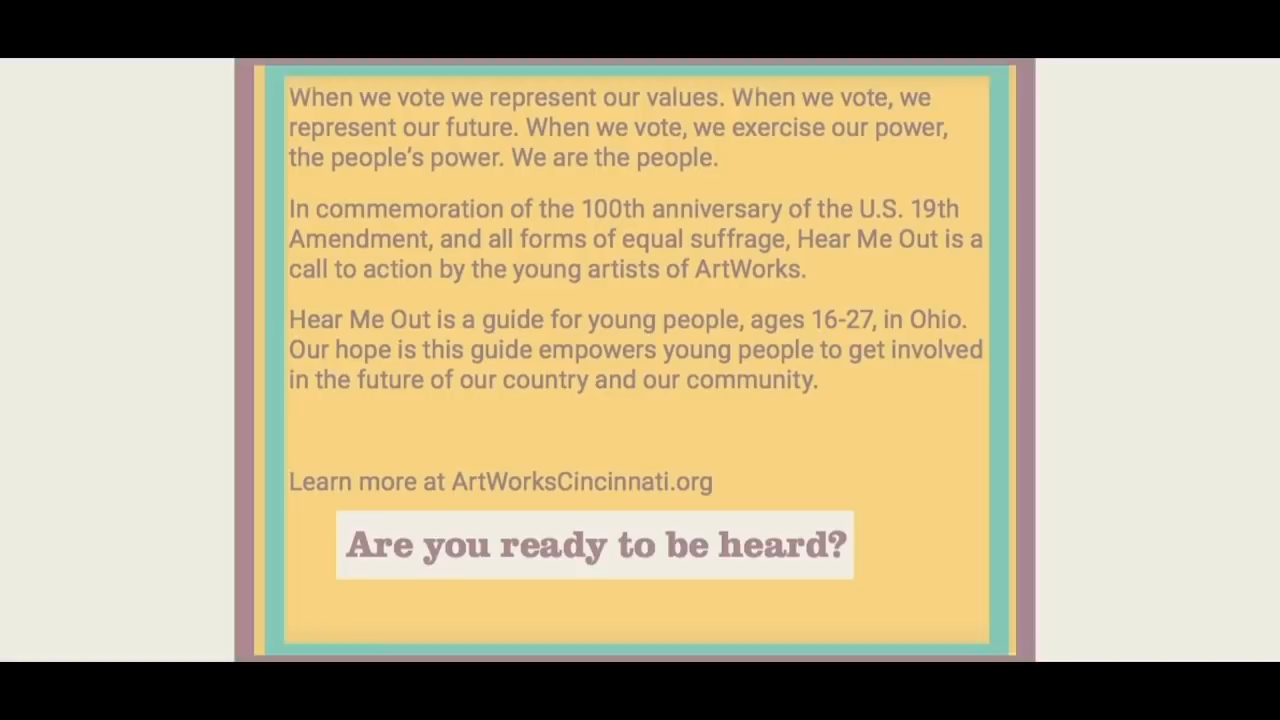 When we vote we represent our values. When we vote, we
represent our future. When we vote, we exercise our power,
the people's power. We are the people.
In commemoration of the 100th anniversary of the U.S. 19th
Amendment, and all forms of equal suffrage, Hear Me Out is a
call to action by the young artists of ArtWorks.
Hear Me Out is a guide for young people, ages 16-27, in Ohio.
Our hope is this guide empowers young people to get involved
in the future of our country and our community.
Learn more at ArtWorksCincinnati.org
Are you ready to be heard?